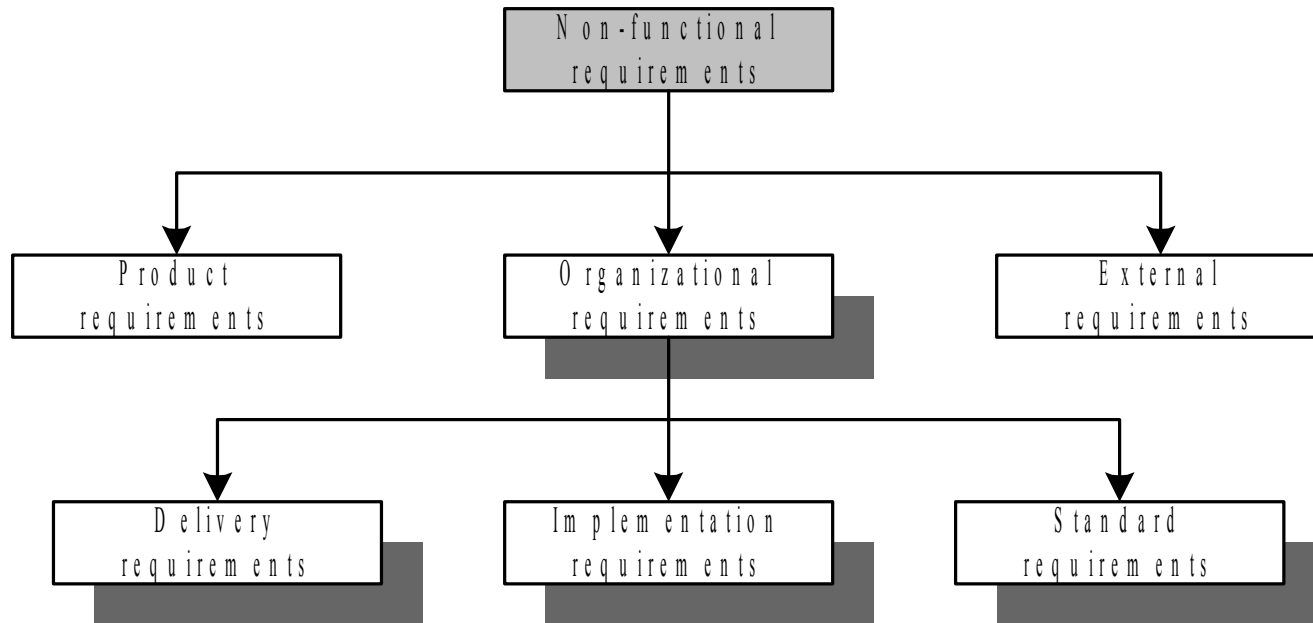 Non-functional
requirements
Product
requirements
Organizational
requirements
External
requirements
Delivery
requirements
Implementation
requirements
Standard
requirements